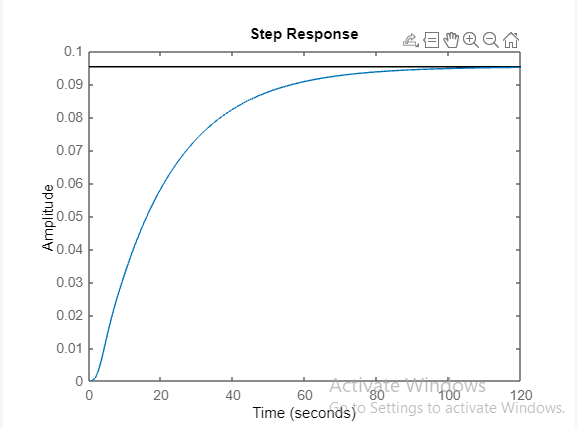 Step Response
0.1
0.09
0.08
0.07
0.06
0.05
0.04
0.03
0.02
0.01
0
Amplitude
0 20 40 60 80 100 120
Time (seconds)
Activate Windows
Go to Settings to activate Windows.